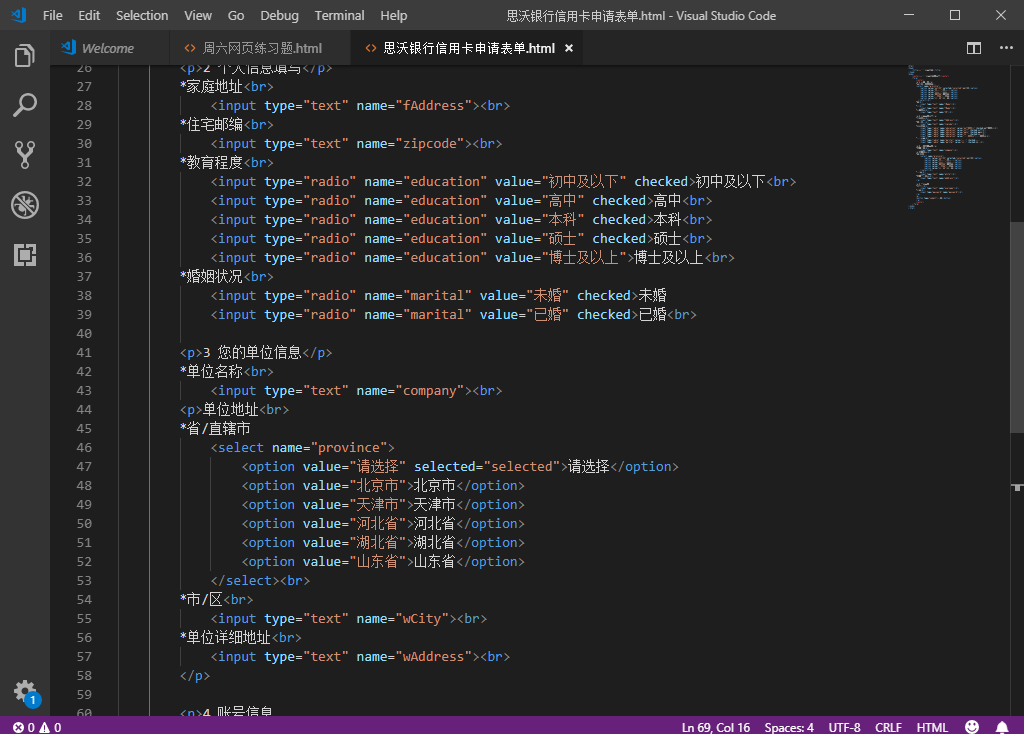 File Edit Selection View Go Debug Terminal Help 思沃银行信用卡申请表单.html - Visual Studio Code
Welcome <> 周六网页练习题.html <> 思沃银行信用卡申请表单.html ×
26 <p>2 个人信息填写</p>
27 *家庭地址<br>
28 <input type="text" name="fAddress"><br>
29 *住宅邮编<br>
30 <input type="text" name="zipcode"><br>
31 *教育程度<br>
32 <input type="radio" name="education" value="初中及以下" checked>初中及以下<br>
33 <input type="radio" name="education" value="高中" checked>高中<br>
34 <input type="radio" name="education" value="本科" checked>本科<br>
35 <input type="radio" name="education" value="硕士" checked>硕士<br>
36 <input type="radio" name="education" value="博士及以上">博士及以上<br>
37 *婚姻状况<br>
38 <input type="radio" name="marital" value="未婚" checked>未婚
39 <input type="radio" name="marital" value="已婚" checked>已婚<br>
40
41 <p>3 您的单位信息</p>
42 *单位名称<br>
43 <input type="text" name="company"><br>
44 <p>单位地址<br>
45 *省/直辖市
46 <select name="province">
47 <option value="请选择" selected="selected">请选择</option>
48 <option value="北京市">北京市</option>
49 <option value="天津市">天津市</option>
50 <option value="河北省">河北省</option>
51 <option value="湖北省">湖北省</option>
52 <option value="山东省">山东省</option>
53 </select><br>
54 *市/区<br>
55 <input type="text" name="wCity"><br>
56 *单位详细地址<br>
57 <input type="text" name="wAddress"><br>
58 </p>
59
60 <p>4 账号信息
1
0 0 Ln 69, Col 16 Spaces: 4 UTF-8 CRLF HTML